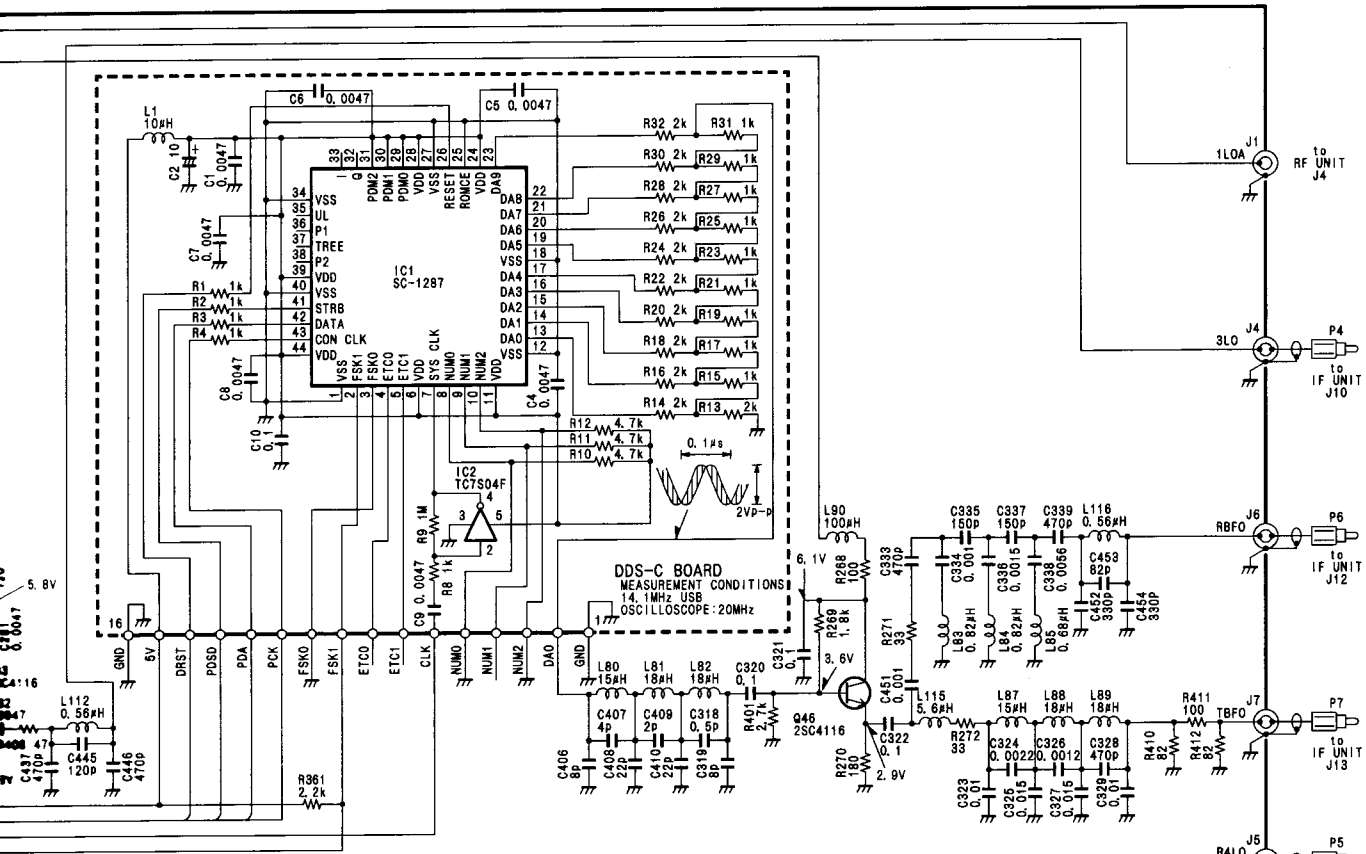 C6 0.0047
C5 0.0047
L1
10μH
C2 10
+
C1
0.0047
R32 2k R31 1k
R30 2k R29 1k
R28 2k R27 1k
R26 2k R25 1k
R24 2k R23 1k
R22 2k R21 1k
R20 2k R19 1k
R18 2k R17 1k
R16 2k R15 1k
R14 2k R13 2k
33 32 31 30 29 28 27 26 25 24 23
I Q PDM2 PDM1 PDM0 VDD VSS RESET ROMCE VDD DA9
34 VSS
35 UL
36 P1
37 TREE
38 P2
39 VDD
40 VSS
41 STRB
42 DATA
43 CON CLK
44 VDD
IC1
SC-1287
DA8 22
DA7 21
DA6 20
DA5 19
VSS 18
DA4 17
DA3 16
DA2 15
DA1 14
DA0 13
VSS 12
VSS FSK1 FSK0 ETC0 ETC1 VDD SYS CLK NUM0 NUM1 NUM2 VDD
1 2 3 4 5 6 7 8 9 10 11
C7
0.0047
R1 1k
R2 1k
R3 1k
R4 1k
C8
0.0047
C10
0.1
C4
0.0047
R12 4.7k
R11 4.7k
R10 4.7k
IC2
TC7S04F
4
3
5
2
R9 1M
R8 1k
C9 0.0047
0.1μs
2Vp-p
DDS-C BOARD
MEASUREMENT CONDITIONS
14.1MHz USB
OSCILLOSCOPE:20MHz
16
1
GND 5V DRST PDSD PDA PCK FSK0 FSK1 ETC0 ETC1 CLK NUM0 NUM1 NUM2 DA0 GND
5.8V
0.0047
C4116
L112
0.56μH
47
C437
470p
C445
120p
C446
470p
R361
2.2k
L80
15μH
L81
18μH
L82
18μH
C407
4p
C409
2p
C318
0.5p
C406
8p
C408
22p
C410
22p
C319
8p
C320
0.1
R401
2.7k
C321
0.1
6.1V
3.6V
R269
1.8k
L90
100μH
R268
100
Q46
2SC4116
R270
180
2.9V
C322
0.1
C451
0.001
R271
33
C333
470p
C335
150p
C337
150p
C339
470p
L116
0.56μH
C334
0.001
C336
0.0015
C338
0.0056
L83
0.82μH
L84
0.82μH
L85
0.68μH
C453
82p
C452
330p
C454
330p
L115
5.6μH
R272
33
L87
15μH
L88
18μH
L89
18μH
C324
0.0022
C326
0.0012
C328
470p
C323
0.01
C325
0.015
C327
0.015
C329
0.01
R410
82
R411
100
R412
82
1LOA
J1
to
RF UNIT
J4
3LO
J4
P4
to
IF UNIT
J10
RBFO
J6
P6
to
IF UNIT
J12
TBFO
J7
P7
to
IF UNIT
J13
J5
P5